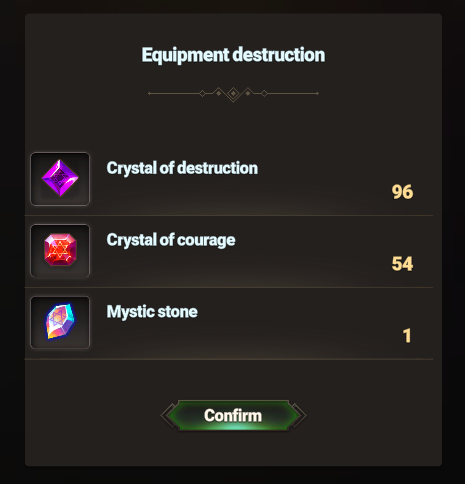 Equipment destruction
Crystal of destruction
96
Crystal of courage
54
Mystic stone
1
Confirm